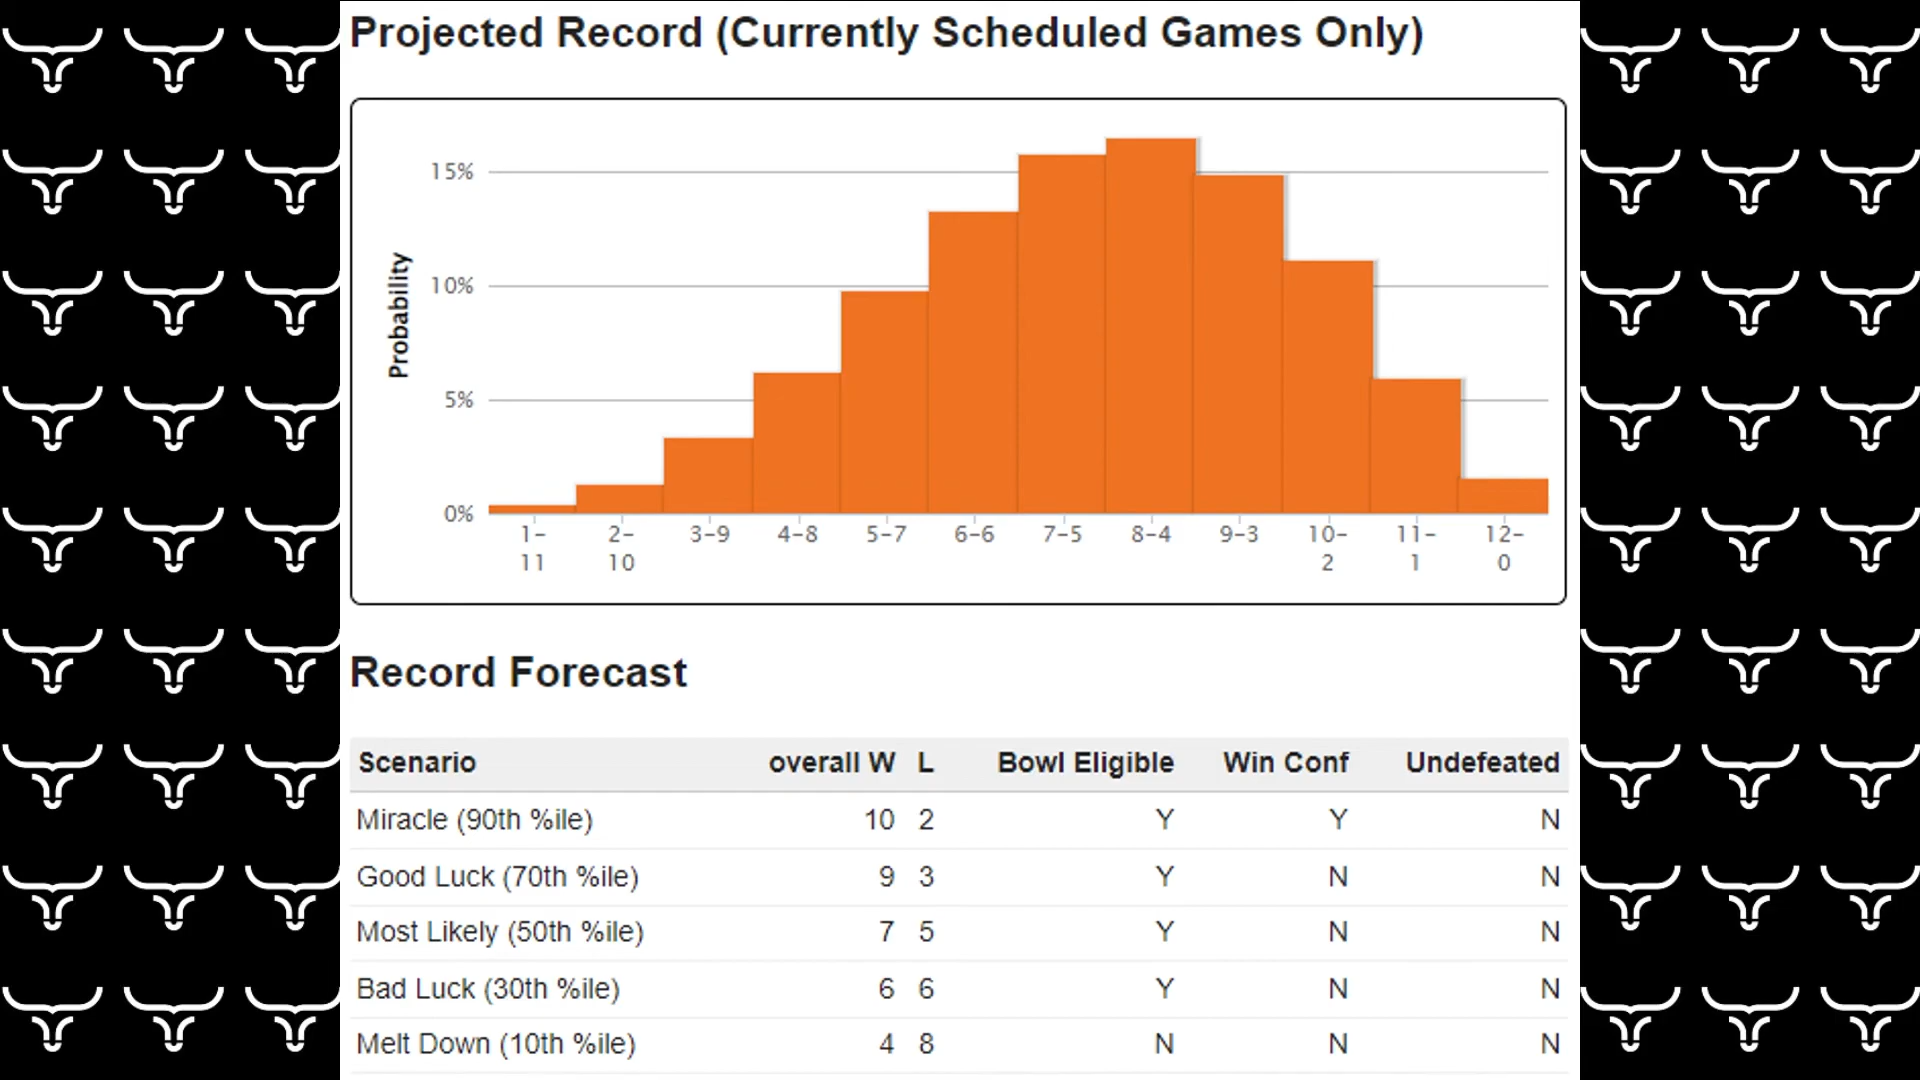 Projected Record (Currently Scheduled Games Only)
Probability
15%
10%
5%
0%
1-11
2-10
3-9
4-8
5-7
6-6
7-5
8-4
9-3
10-2
11-1
12-0
Record Forecast
Scenario overall W L Bowl Eligible Win Conf Undefeated
Miracle (90th %ile) 10 2 Y Y N
Good Luck (70th %ile) 9 3 Y N N
Most Likely (50th %ile) 7 5 Y N N
Bad Luck (30th %ile) 6 6 Y N N
Melt Down (10th %ile) 4 8 N N N